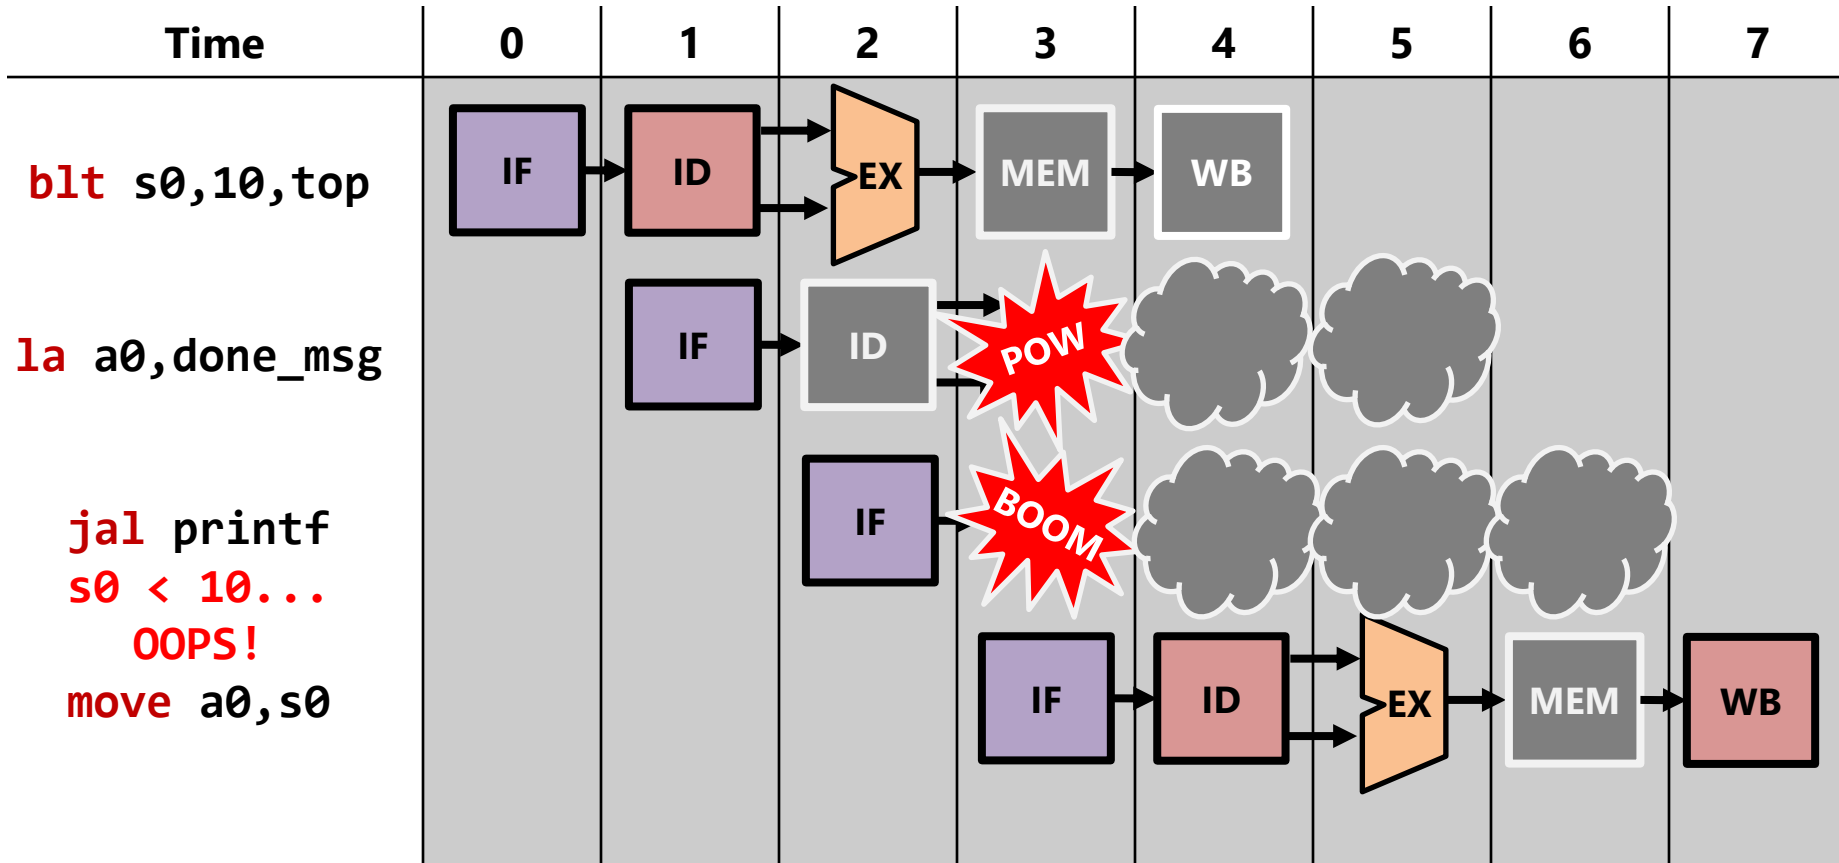 Time 0 1 2 3 4 5 6 7
blt s0,10,top IF ID EX MEM WB
la a0,done_msg IF ID POW
jal printf IF BOOM
s0 < 10...
OOPS!
move a0,s0 IF ID EX MEM WB